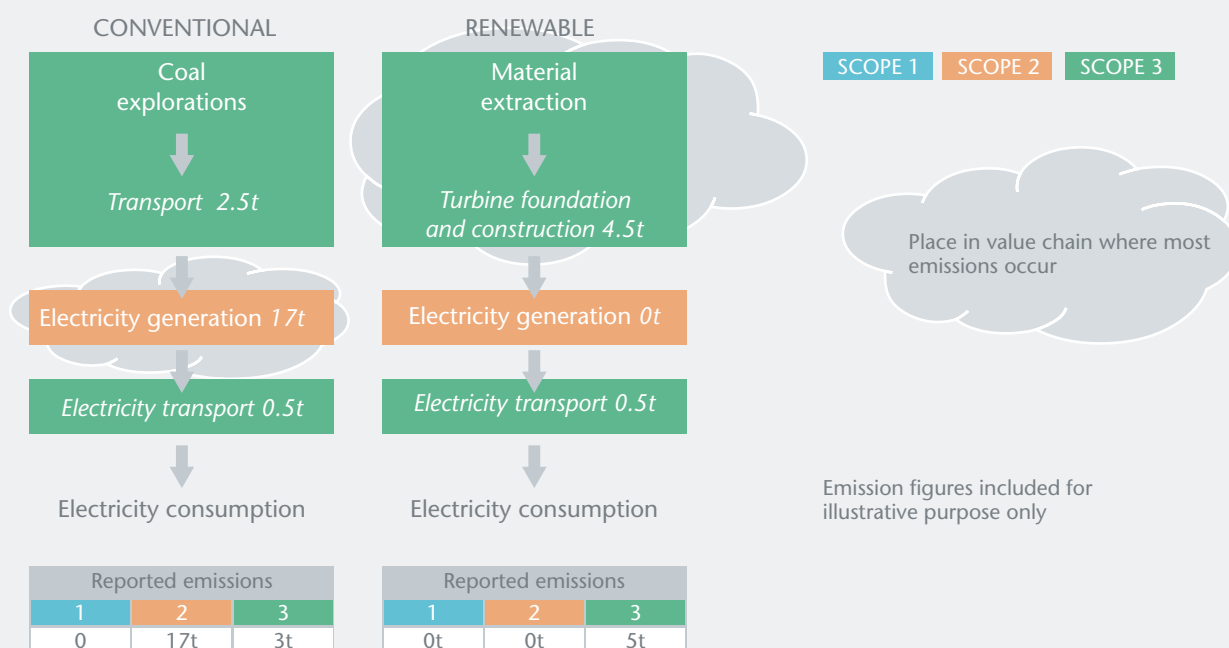 CONVENTIONAL
Coal
explorations
Transport 2.5t
Electricity generation 17t
Electricity transport 0.5t
Electricity consumption
Reported emissions
1 2 3
0 17t 3t
RENEWABLE
Material
extraction
Turbine foundation
and construction 4.5t
Electricity generation 0t
Electricity transport 0.5t
Electricity consumption
Reported emissions
1 2 3
0t 0t 5t
SCOPE 1 SCOPE 2 SCOPE 3
Place in value chain where most
emissions occur
Emission figures included for
illustrative purpose only